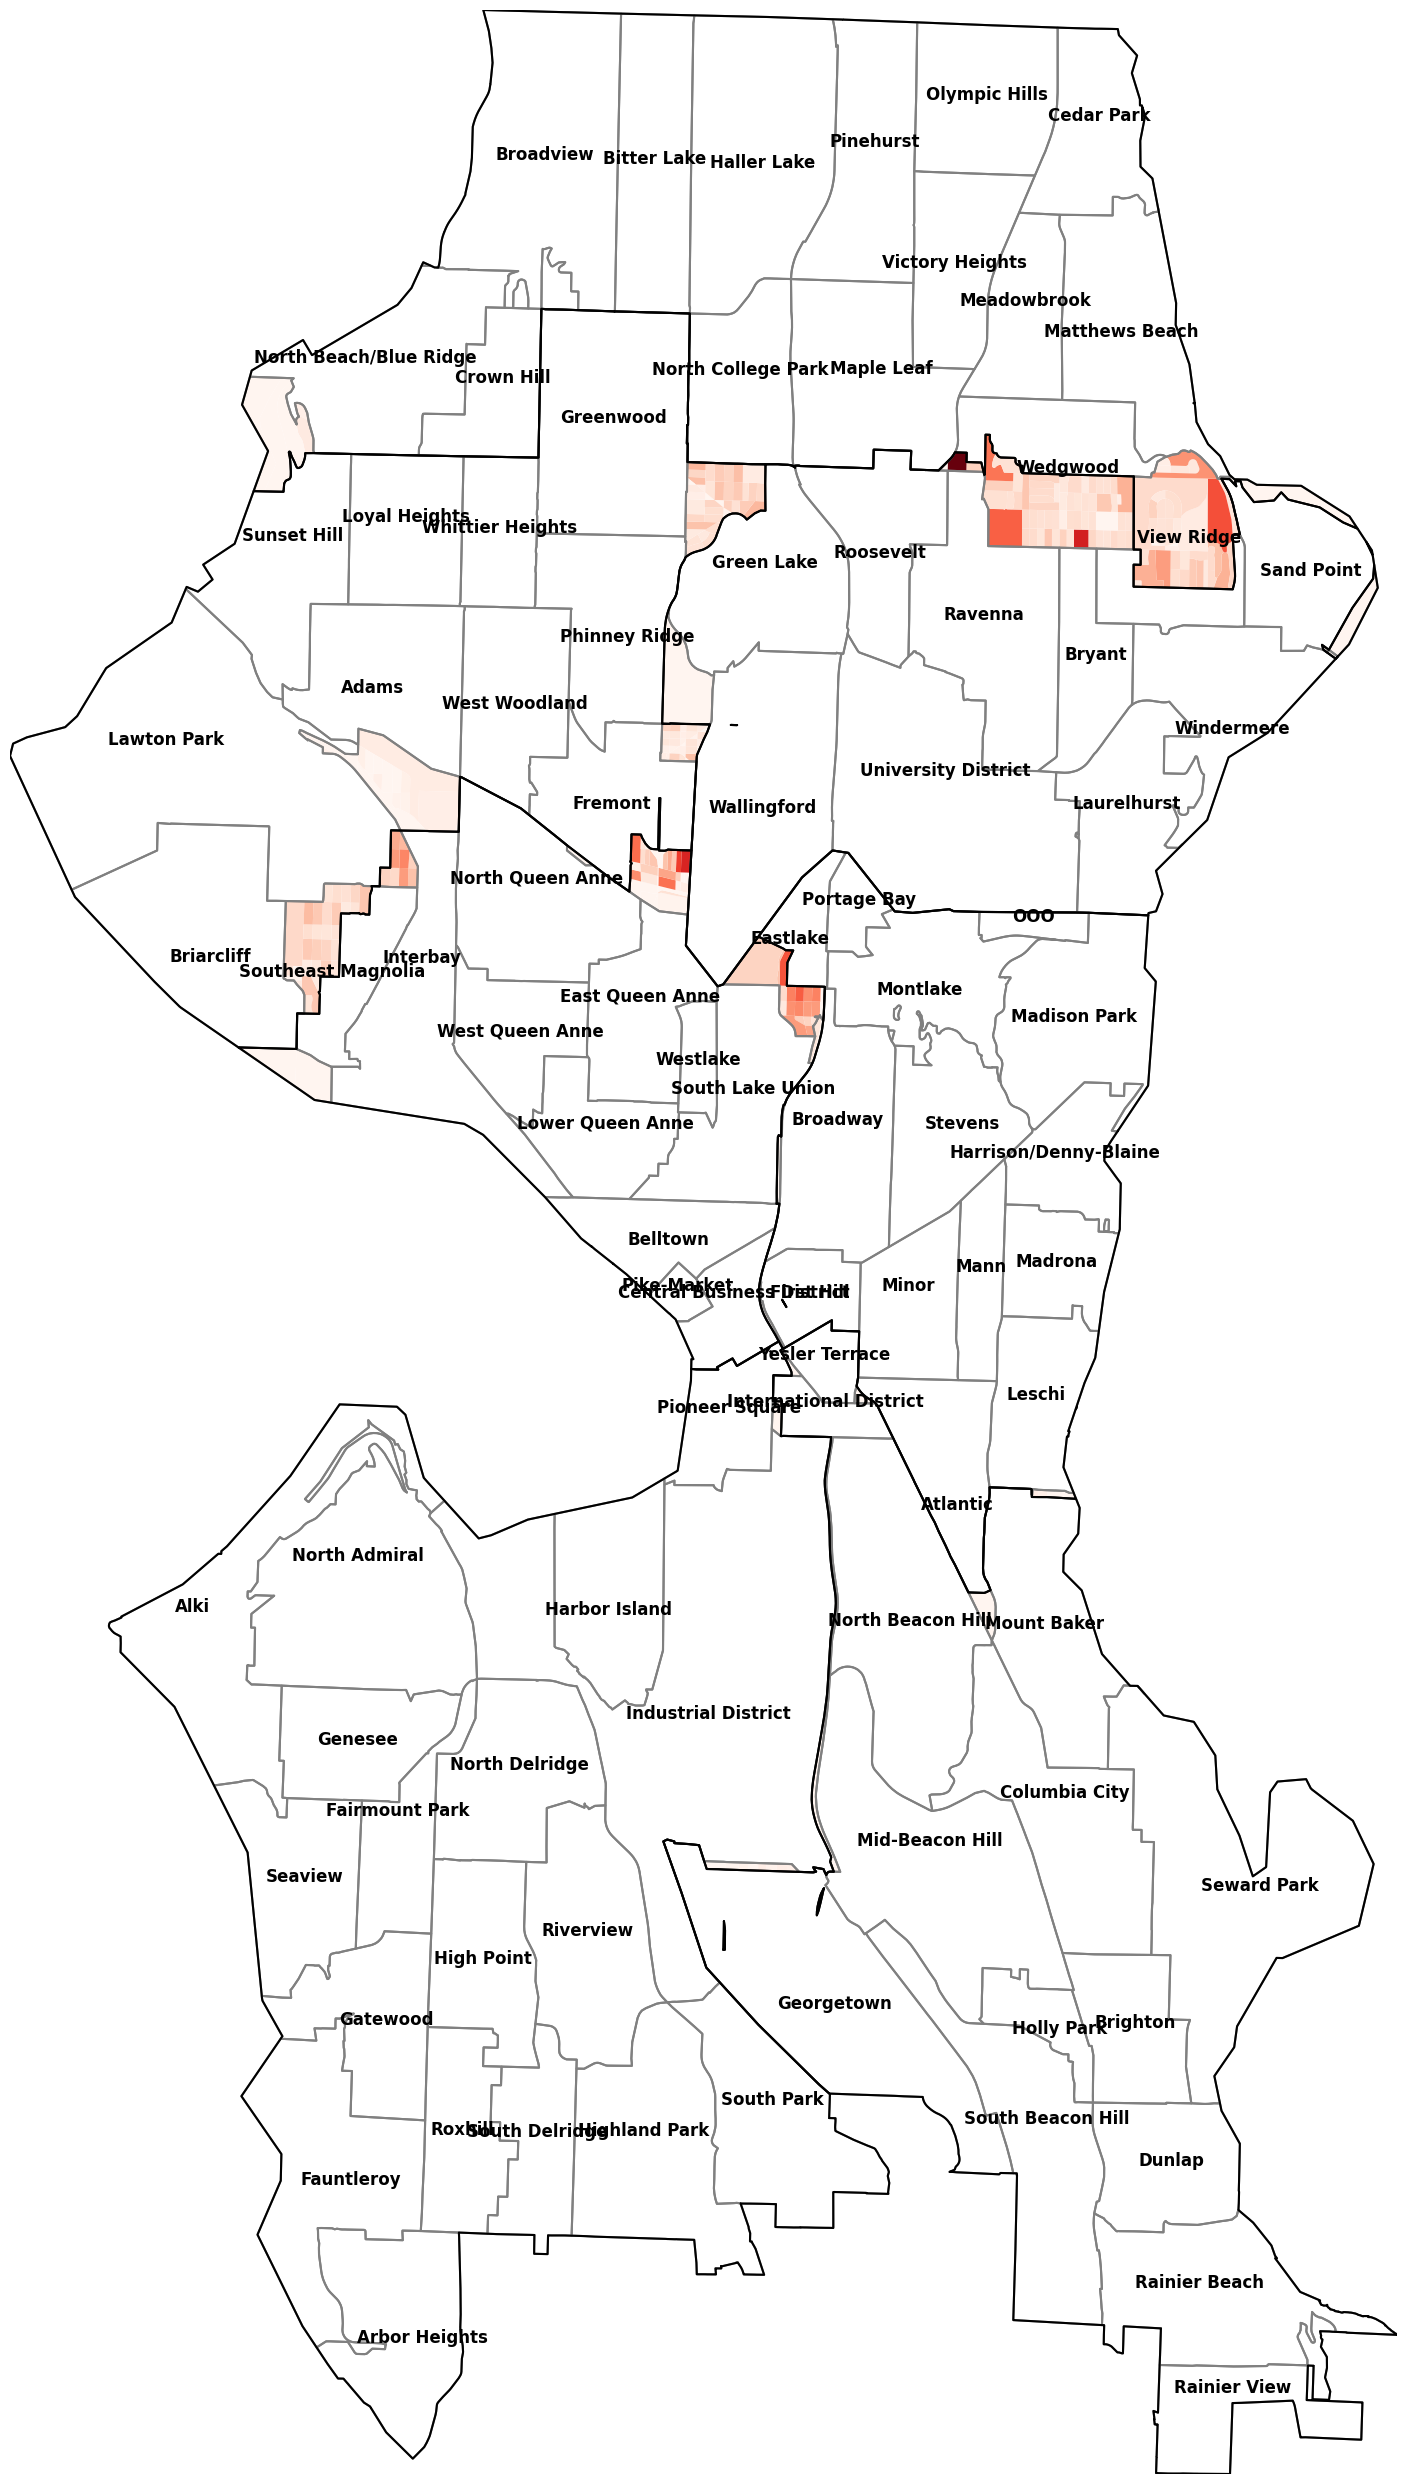 Olympic Hills
Cedar Park
Pinehurst
Broadview
Bitter Lake
Haller Lake
Victory Heights
Meadowbrook
Matthews Beach
North Beach/Blue Ridge
Crown Hill
North College Park
Maple Leaf
Greenwood
Wedgwood
Loyal Heights
Whittier Heights
Sunset Hill
View Ridge
Roosevelt
Green Lake
Sand Point
Ravenna
Phinney Ridge
Bryant
Adams
West Woodland
Windermere
Lawton Park
University District
Fremont
Wallingford
Laurelhurst
North Queen Anne
Portage Bay
OOO
Eastlake
Briarcliff
Interbay
Southeast Magnolia
Montlake
East Queen Anne
Madison Park
West Queen Anne
Westlake
South Lake Union
Broadway
Stevens
Lower Queen Anne
Harrison/Denny-Blaine
Belltown
Madrona
Mann
Pike-Market
Minor
Central Business District
First Hill
Yesler Terrace
Leschi
International District
Pioneer Square
Atlantic
North Admiral
Alki
Harbor Island
North Beacon Hill
Mount Baker
Industrial District
Genesee
North Delridge
Columbia City
Fairmount Park
Mid-Beacon Hill
Seaview
Seward Park
Riverview
High Point
Georgetown
Gatewood
Holly Park
Brighton
South Park
South Beacon Hill
Roxhill
South Delridge
Highland Park
Dunlap
Fauntleroy
Rainier Beach
Arbor Heights
Rainier View